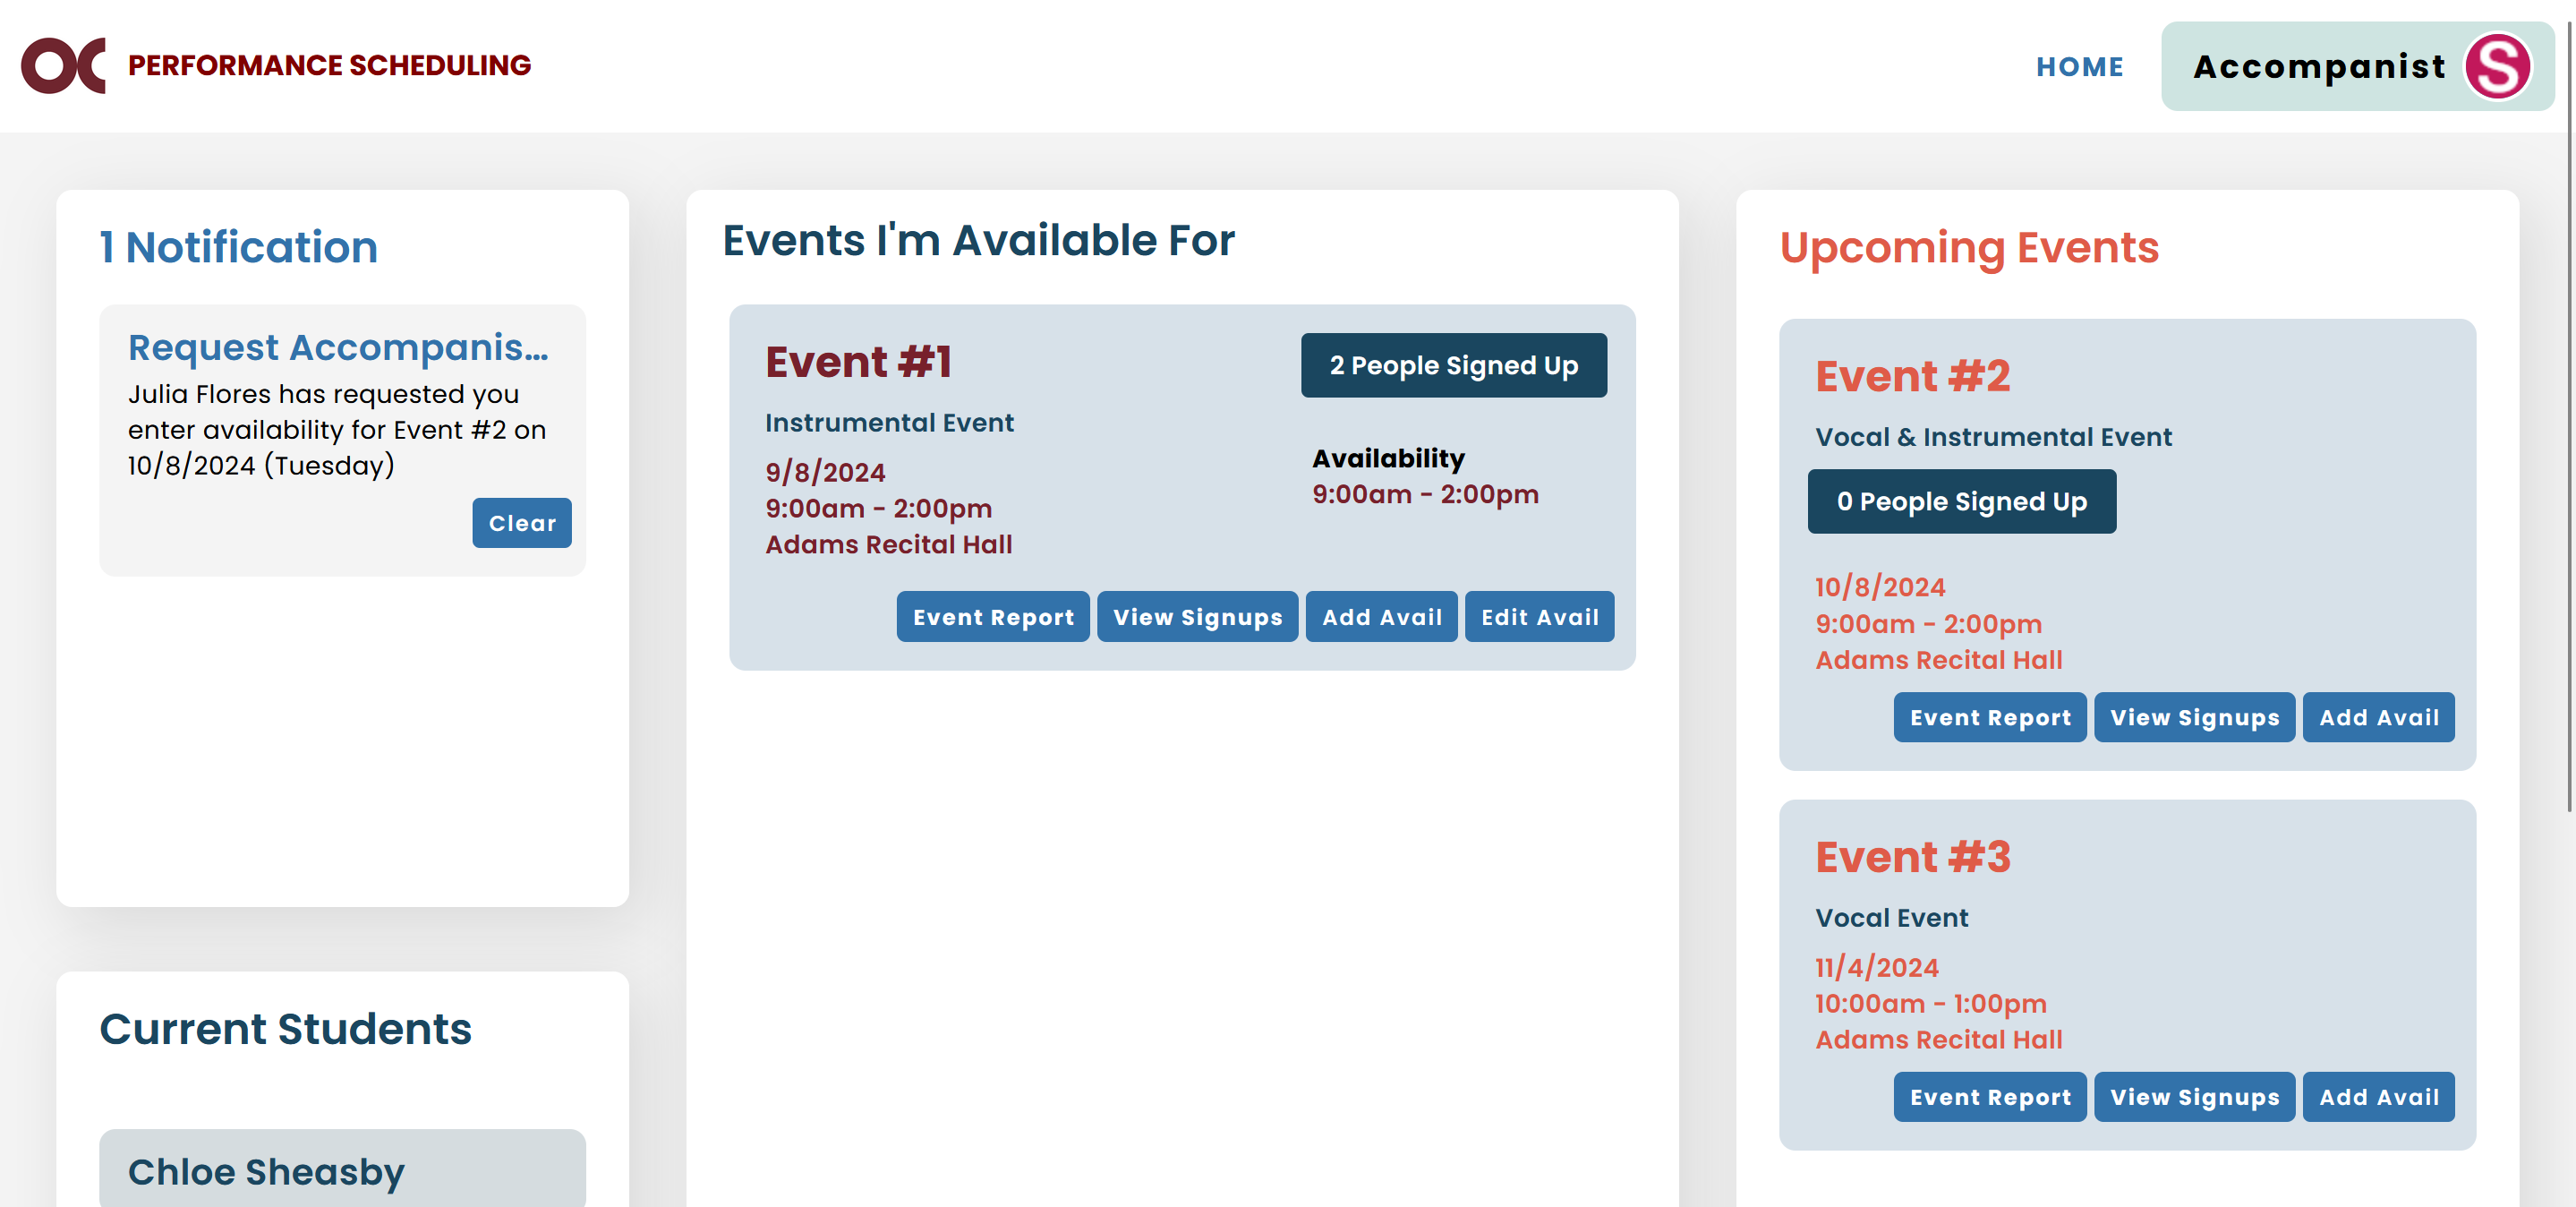 OC PERFORMANCE SCHEDULING
HOME
Accompanist S
1 Notification
Request Accompanis...
Julia Flores has requested you
enter availability for Event #2 on
10/8/2024 (Tuesday)
Clear
Current Students
Chloe Sheasby
Events I'm Available For
Event #1
2 People Signed Up
Instrumental Event
9/8/2024
9:00am - 2:00pm
Adams Recital Hall
Availability
9:00am - 2:00pm
Event Report View Signups Add Avail Edit Avail
Upcoming Events
Event #2
Vocal & Instrumental Event
0 People Signed Up
10/8/2024
9:00am - 2:00pm
Adams Recital Hall
Event Report View Signups Add Avail
Event #3
Vocal Event
11/4/2024
10:00am - 1:00pm
Adams Recital Hall
Event Report View Signups Add Avail